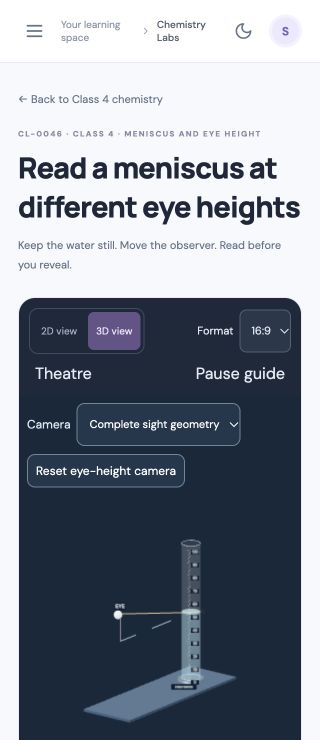 Your learning space
Chemistry Labs
S
← Back to Class 4 chemistry
CL-0046 · CLASS 4 · MENISCUS AND EYE HEIGHT
Read a meniscus at
different eye heights
Keep the water still. Move the observer. Read before
you reveal.
2D view
3D view
Format
16:9
Theatre
Pause guide
Camera
Complete sight geometry
Reset eye-height camera
EYE